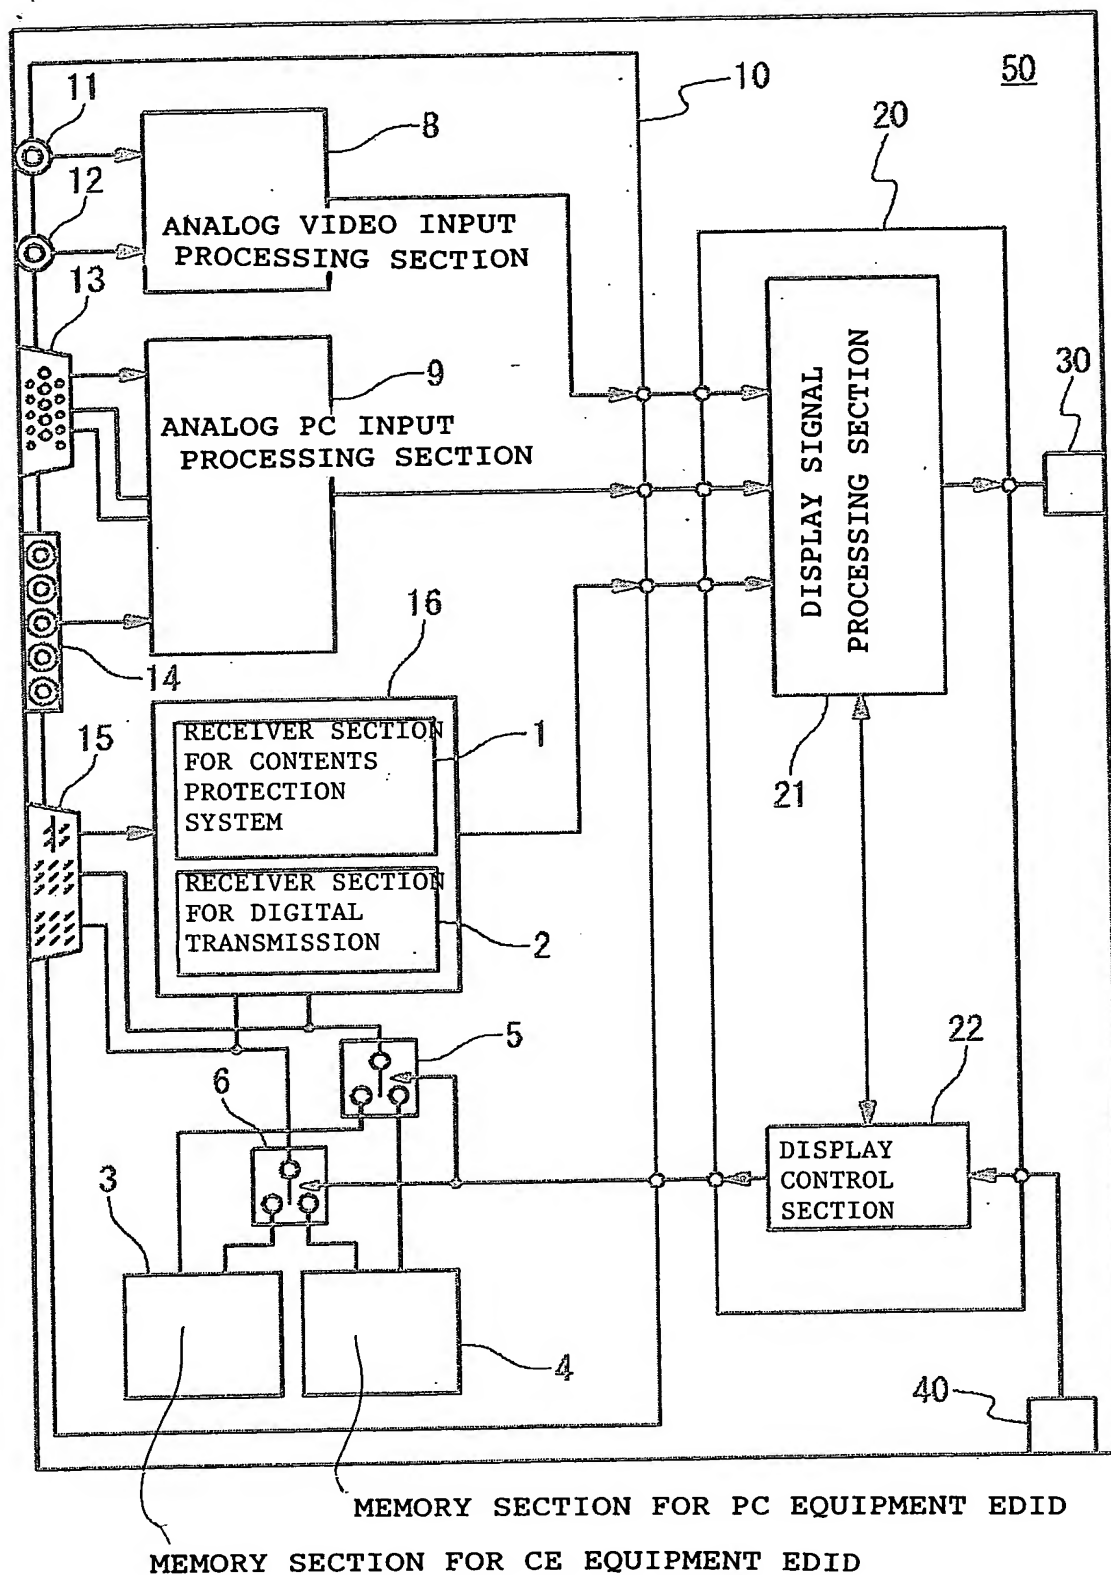 50
10
11
8
20
12
ANALOG VIDEO INPUT
PROCESSING SECTION
13
9
30
ANALOG PC INPUT
PROCESSING SECTION
DISPLAY SIGNAL
PROCESSING SECTION
16
14
15
RECEIVER SECTION
FOR CONTENTS
PROTECTION
SYSTEM
1
21
RECEIVER SECTION
FOR DIGITAL
TRANSMISSION
2
5
22
6
DISPLAY
CONTROL
SECTION
3
4
40
MEMORY SECTION FOR PC EQUIPMENT EDID
MEMORY SECTION FOR CE EQUIPMENT EDID